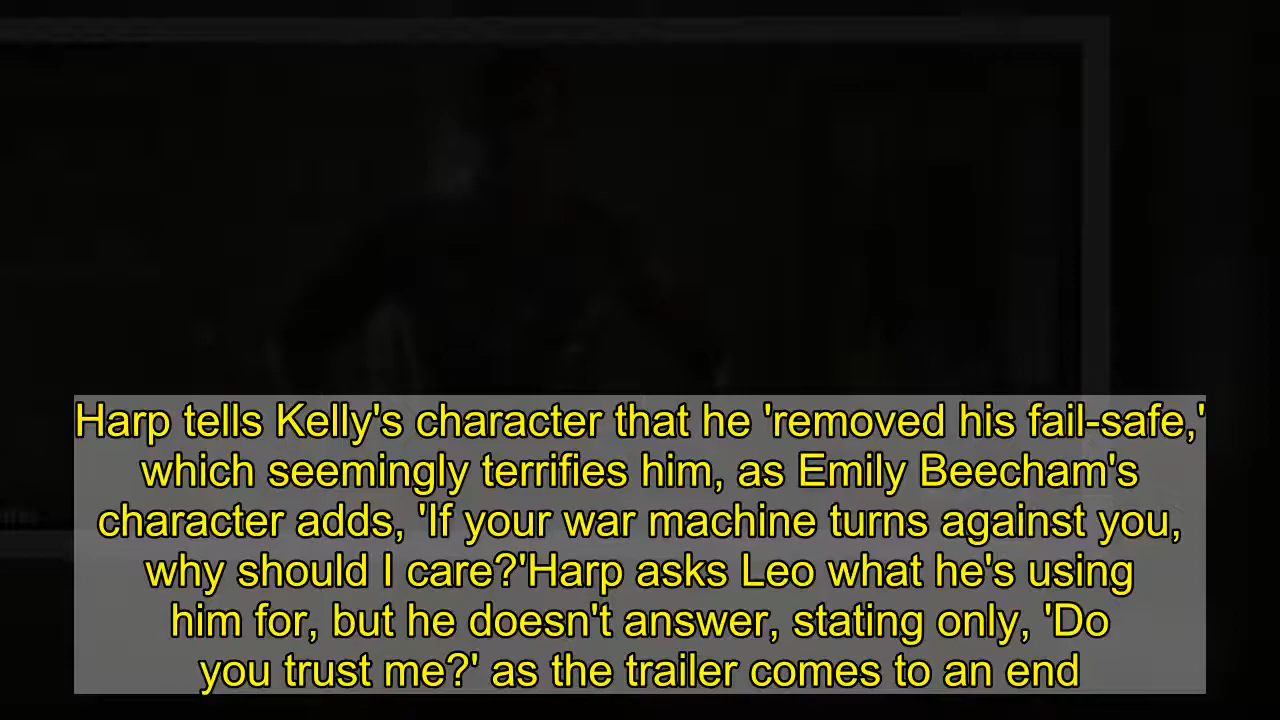 Harp tells Kelly's character that he 'removed his fail-safe,'
which seemingly terrifies him, as Emily Beecham's
character adds, 'If your war machine turns against you,
why should I care?'Harp asks Leo what he's using
him for, but he doesn't answer, stating only, 'Do
you trust me?' as the trailer comes to an end